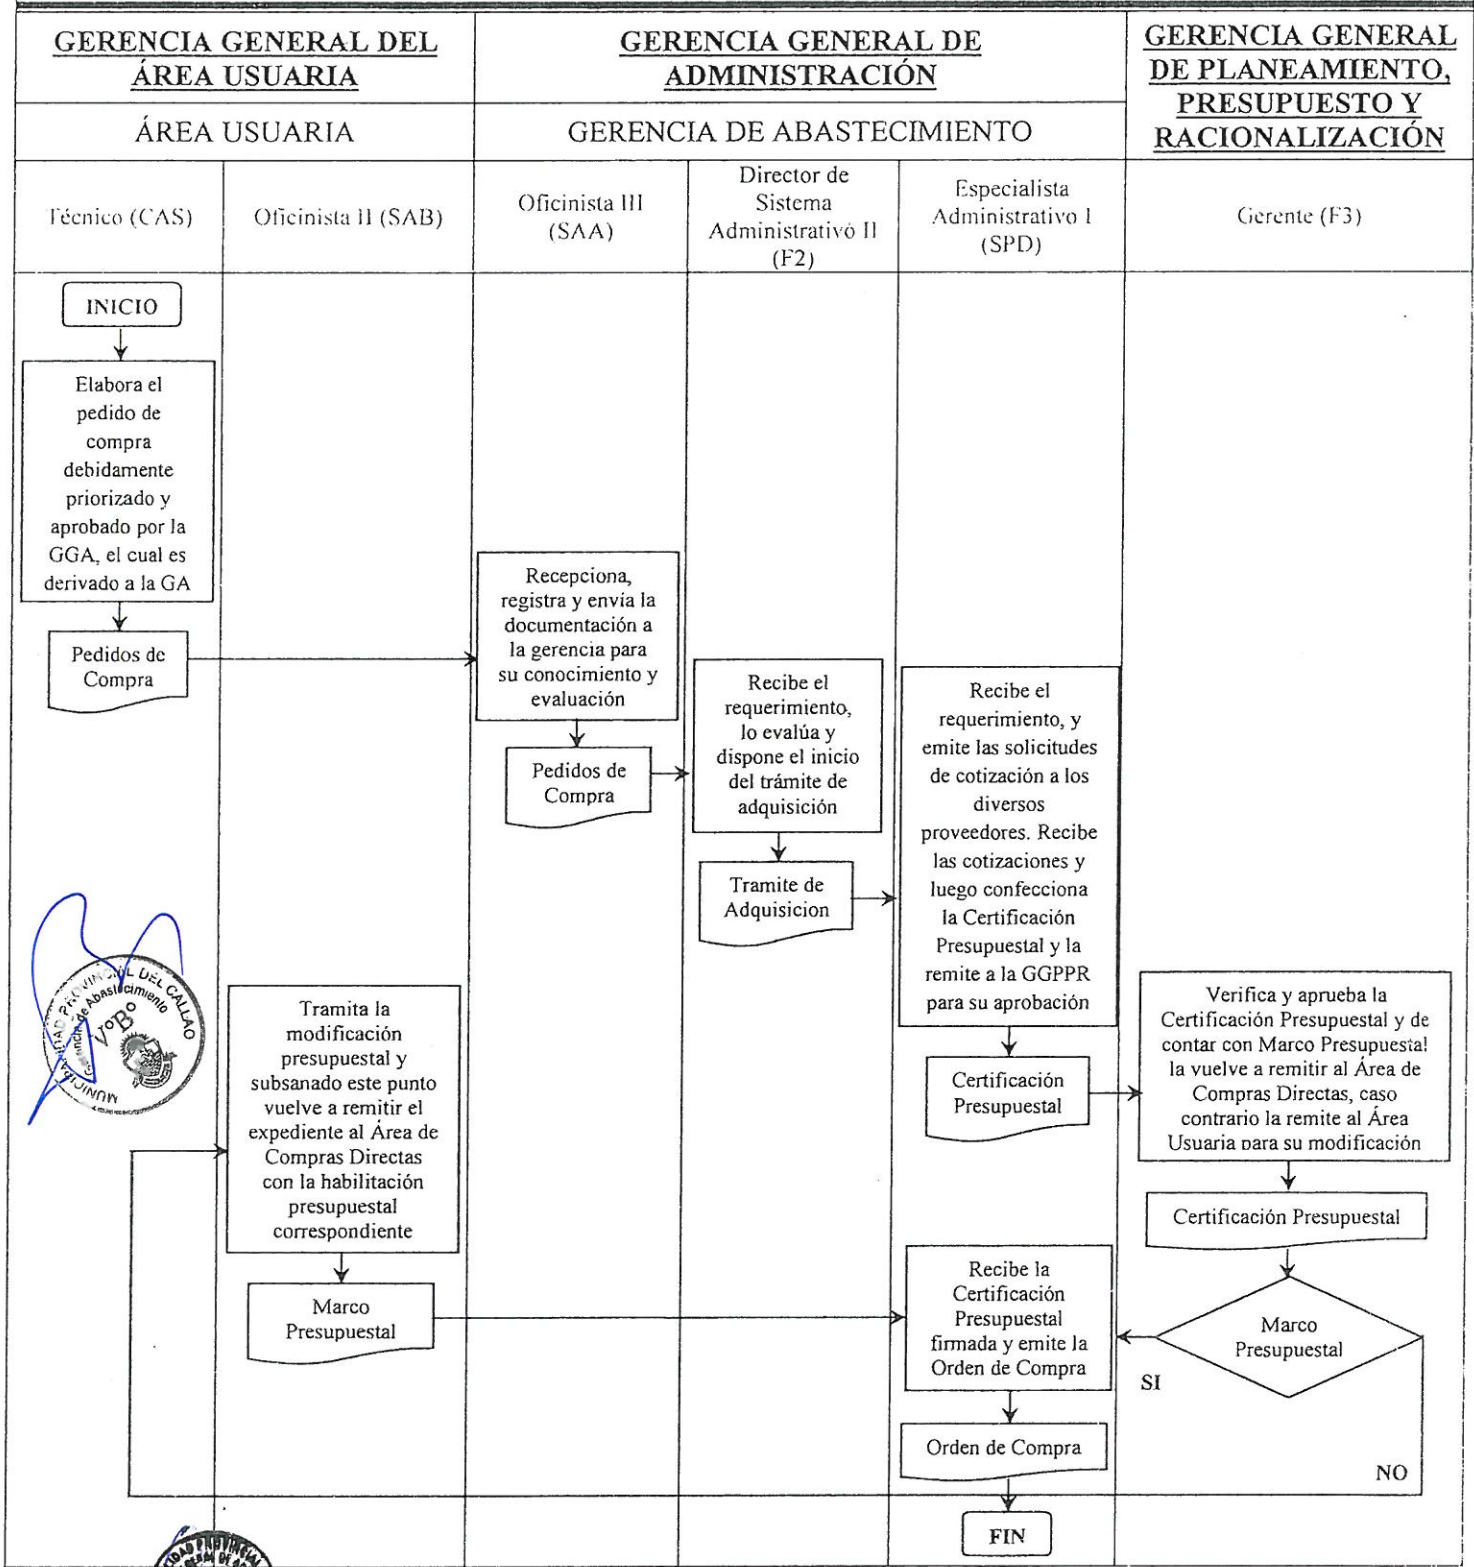 GERENCIA GENERAL DEL
ÁREA USUARIA
GERENCIA GENERAL DE
ADMINISTRACIÓN
GERENCIA GENERAL
DE PLANEAMIENTO,
PRESUPUESTO Y
RACIONALIZACIÓN
ÁREA USUARIA
GERENCIA DE ABASTECIMIENTO
Técnico (CAS)
Oficinista II (SAB)
Oficinista III
(SAA)
Director de
Sistema
Administrativo II
(F2)
Especialista
Administrativo I
(SPD)
Gerente (F3)
INICIO
Elabora el
pedido de
compra
debidamente
priorizado y
aprobado por la
GGA, el cual es
derivado a la GA
Pedidos de
Compra
Recepciona,
registra y envía la
documentación a
la gerencia para
su conocimiento y
evaluación
Pedidos de
Compra
Recibe el
requerimiento,
lo evalúa y
dispone el inicio
del trámite de
adquisición
Tramite de
Adquisicion
Recibe el
requerimiento, y
emite las solicitudes
de cotización a los
diversos
proveedores. Recibe
las cotizaciones y
luego confecciona
la Certificación
Presupuestal y la
remite a la GGPPR
para su aprobación
Certificación
Presupuestal
Verifica y aprueba la
Certificación Presupuestal y de
contar con Marco Presupuestal
la vuelve a remitir al Área de
Compras Directas, caso
contrario la remite al Área
Usuaria para su modificación
Certificación Presupuestal
Marco
Presupuestal
SI
NO
Tramita la
modificación
presupuestal y
subsanado este punto
vuelve a remitir el
expediente al Área de
Compras Directas
con la habilitación
presupuestal
correspondiente
Marco
Presupuestal
Recibe la
Certificación
Presupuestal
firmada y emite la
Orden de Compra
Orden de Compra
FIN
MUNICIPALIDAD PROVINCIAL DEL CALLAO
Gerencia de Abastecimiento
VºBº